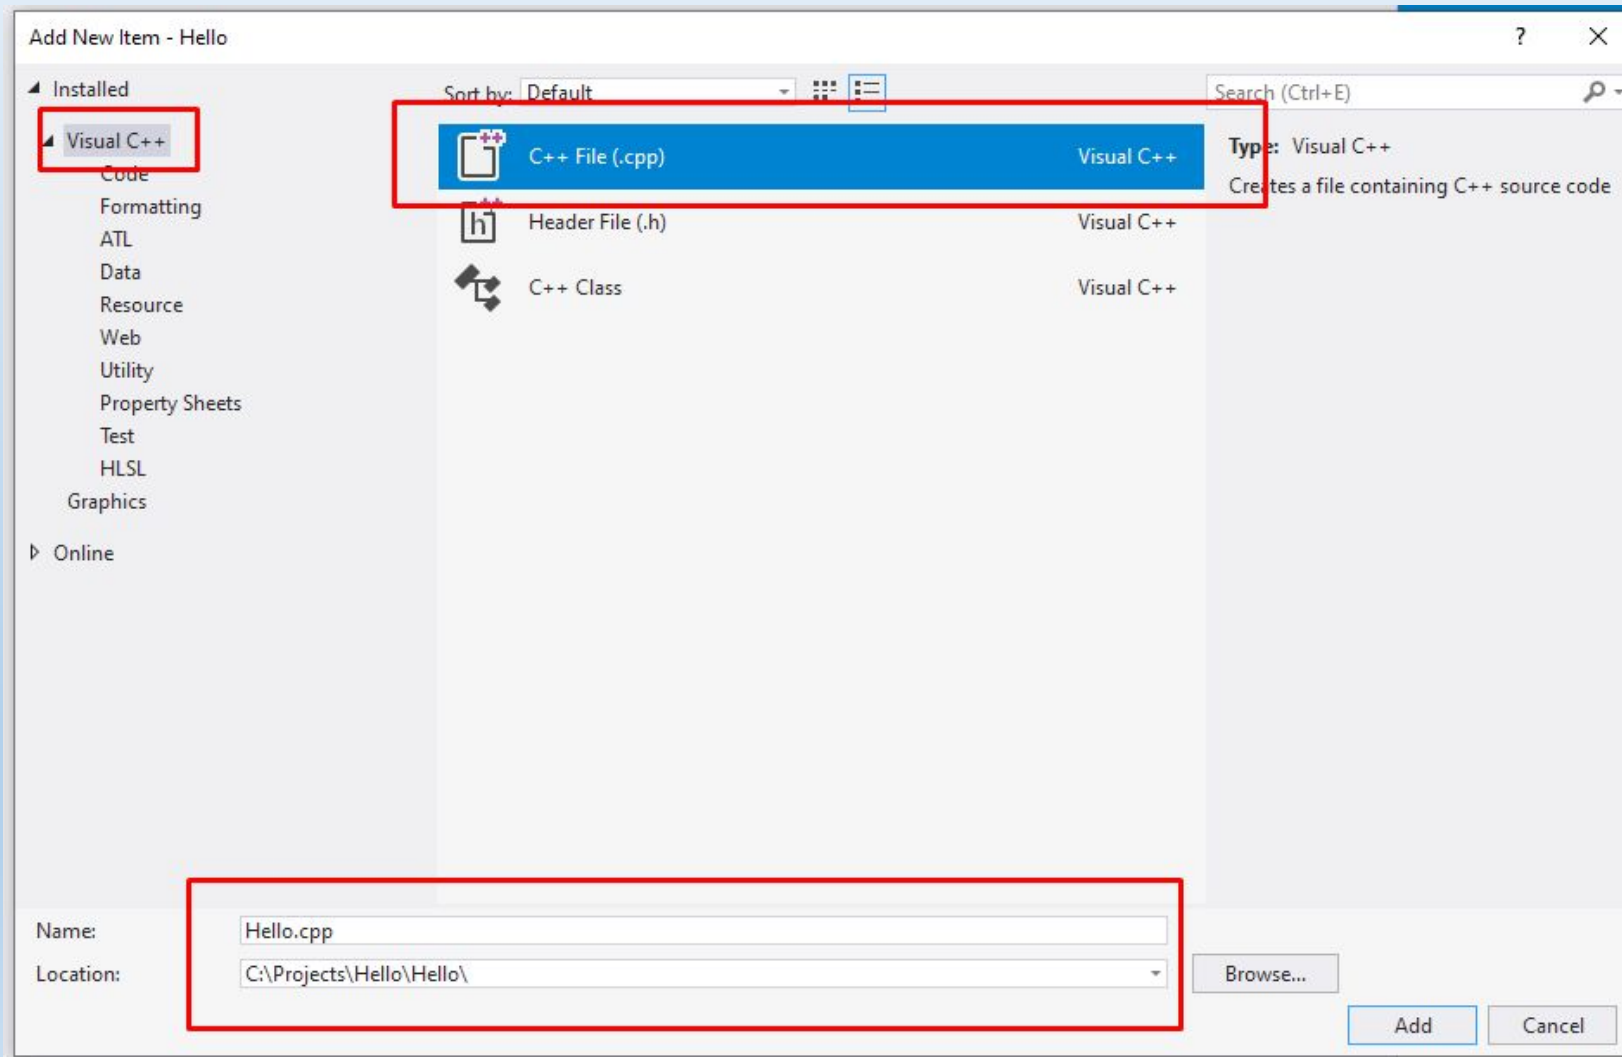 Add New Item - Hello
?
Installed
Visual C++
Code
Formatting
ATL
Data
Resource
Web
Utility
Property Sheets
Test
HLSL
Graphics
Online
Sort by: Default
C++ File (.cpp) Visual C++
Header File (.h) Visual C++
C++ Class Visual C++
Search (Ctrl+E)
Type: Visual C++
Creates a file containing C++ source code
Name: Hello.cpp
Location: C:\Projects\Hello\Hello\ Browse...
Add Cancel